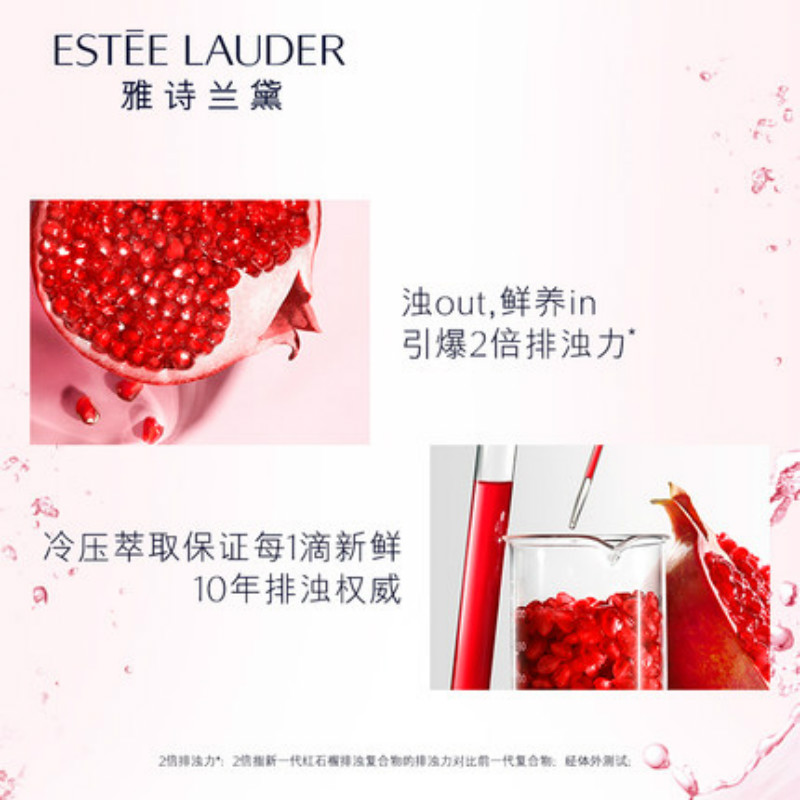 ESTĒE LAUDER
雅诗兰黛
浊out,鲜养in
引爆2倍排浊力*
冷压萃取保证每1滴新鲜
10年排浊权威
2倍排浊力*: 2倍指新一代红石榴排浊复合物的排浊力对比前一代复合物; 经体外测试;